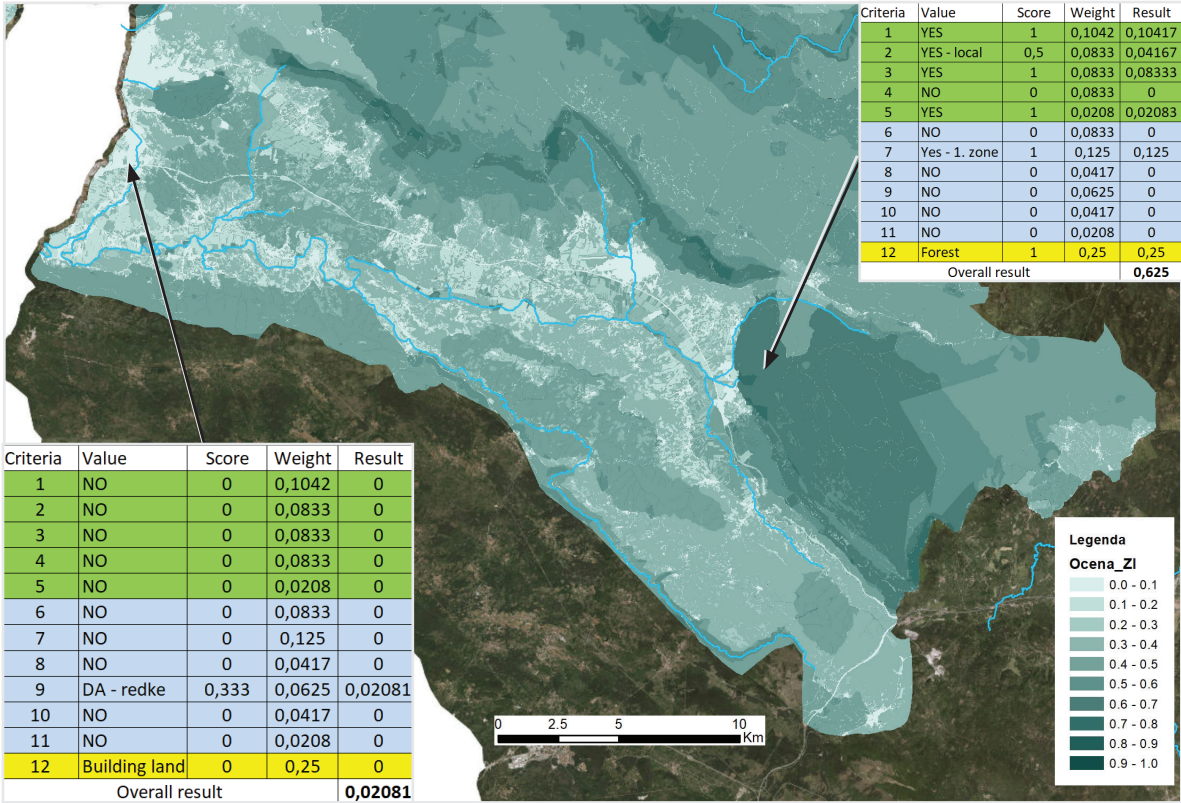 Criteria Value Score Weight Result
1 YES 1 0,1042 0,10417
2 YES - local 0,5 0,0833 0,04167
3 YES 1 0,0833 0,08333
4 NO 0 0,0833 0
5 YES 1 0,0208 0,02083
6 NO 0 0,0833 0
7 Yes - 1. zone 1 0,125 0,125
8 NO 0 0,0417 0
9 NO 0 0,0625 0
10 NO 0 0,0417 0
11 NO 0 0,0208 0
12 Forest 1 0,25 0,25
Overall result 0,625
Criteria Value Score Weight Result
1 NO 0 0,1042 0
2 NO 0 0,0833 0
3 NO 0 0,0833 0
4 NO 0 0,0833 0
5 NO 0 0,0208 0
6 NO 0 0,0833 0
7 NO 0 0,125 0
8 NO 0 0,0417 0
9 DA - redke 0,333 0,0625 0,02081
10 NO 0 0,0417 0
11 NO 0 0,0208 0
12 Building land 0 0,25 0
Overall result 0,02081
0 2.5 5 10
Km
Legenda
Ocena_ZI
0.0 - 0.1
0.1 - 0.2
0.2 - 0.3
0.3 - 0.4
0.4 - 0.5
0.5 - 0.6
0.6 - 0.7
0.7 - 0.8
0.8 - 0.9
0.9 - 1.0